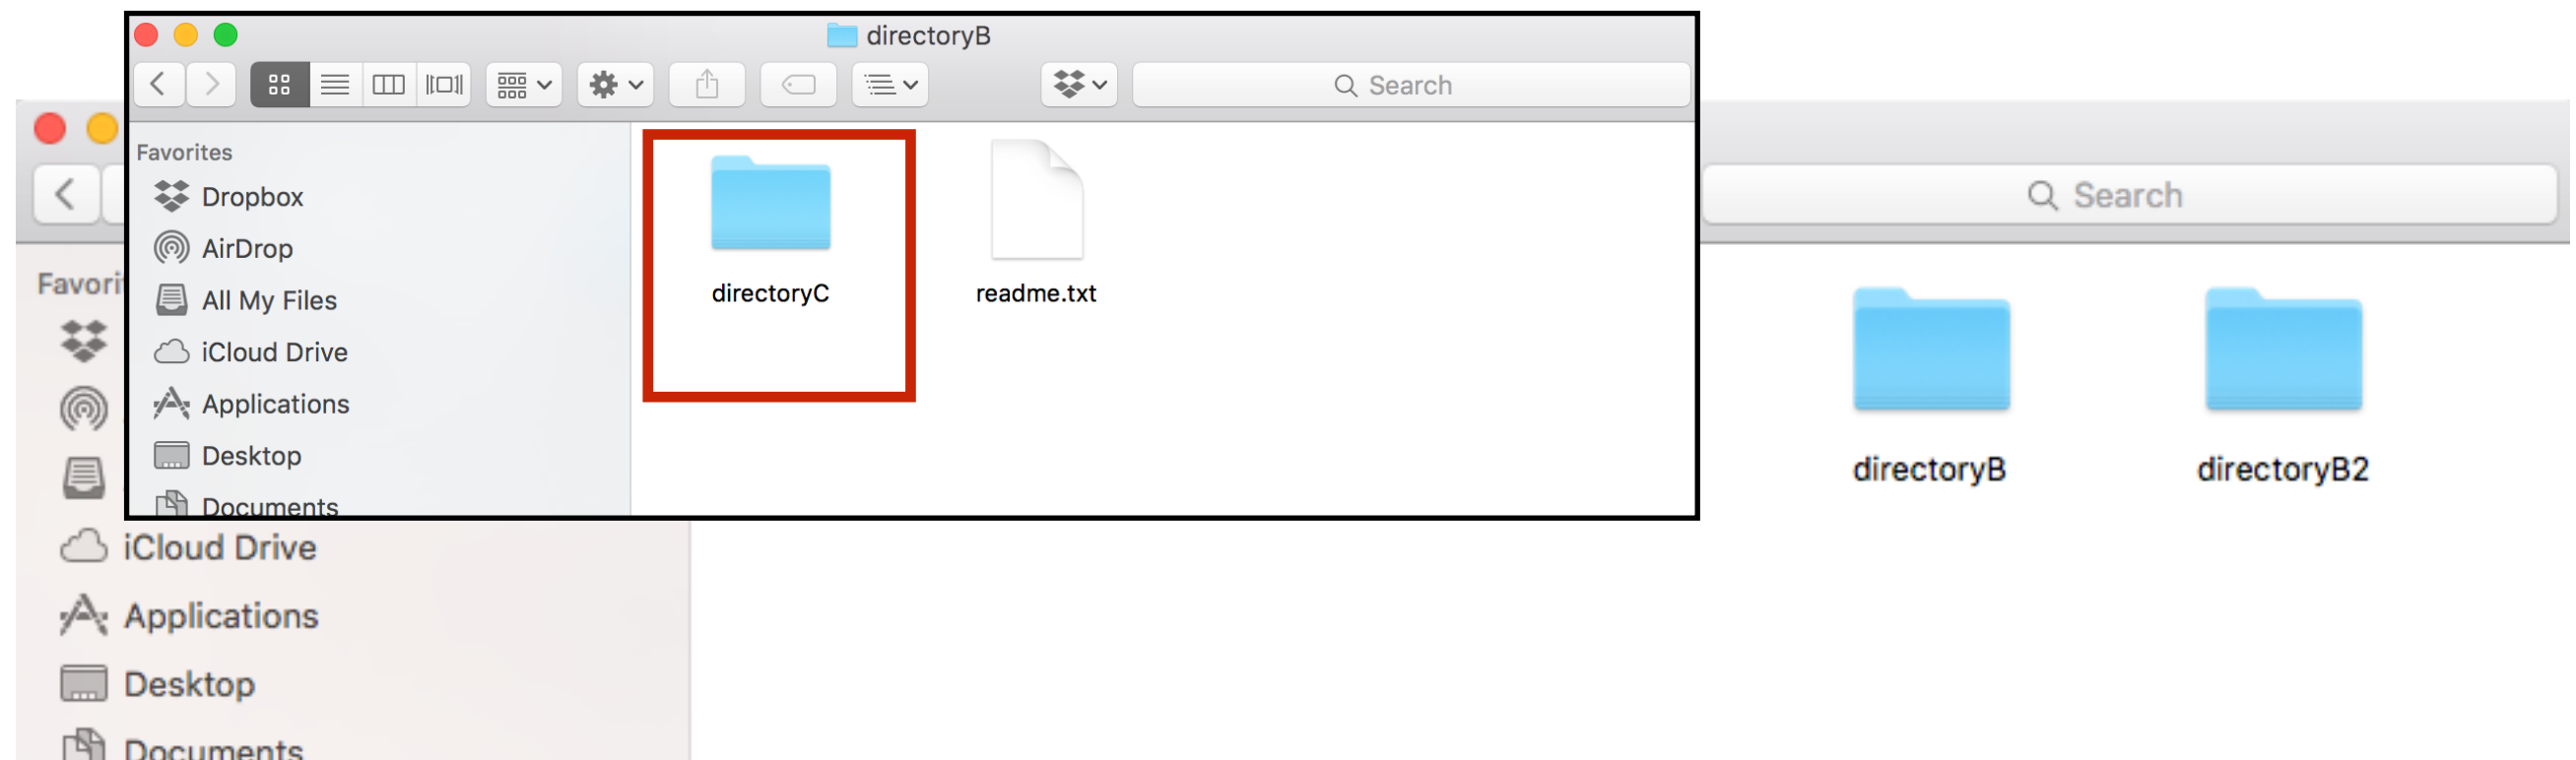 directoryB
Search
Favorites
Dropbox
AirDrop
All My Files
iCloud Drive
Applications
Desktop
Documents
directoryC
readme.txt
Search
Favori
iCloud Drive
Applications
Desktop
Documents
directoryB
directoryB2